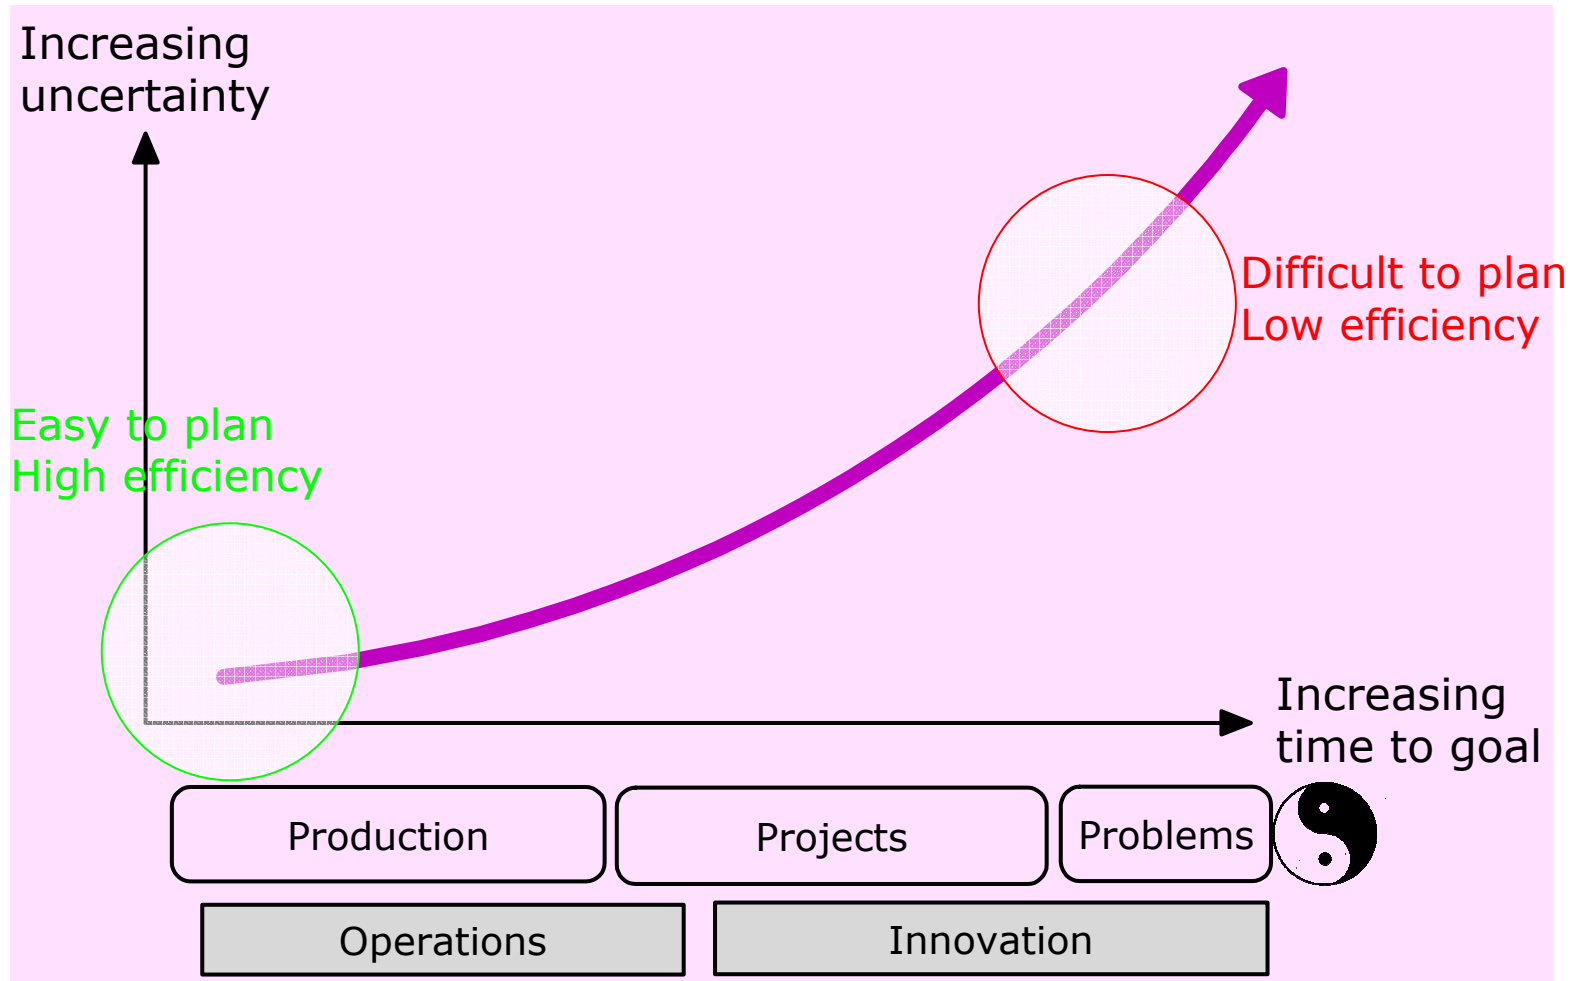 Increasing
uncertainty
Difficult to plan
Low efficiency
Easy to plan
High efficiency
Increasing
time to goal
Production
Projects
Problems
Operations
Innovation